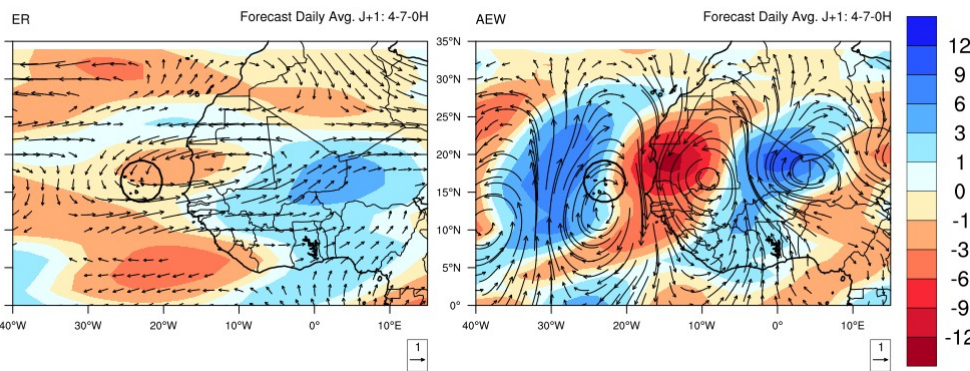 ER Forecast Daily Avg. J+1: 4-7-0H
AEW Forecast Daily Avg. J+1: 4-7-0H
35°N
30°N
25°N
20°N
15°N
10°N
5°N
0°
40°W 30°W 20°W 10°W 0° 10°E
40°W 30°W 20°W 10°W 0° 10°E
1
1
12
9
6
3
1
0
-1
-3
-6
-9
-12